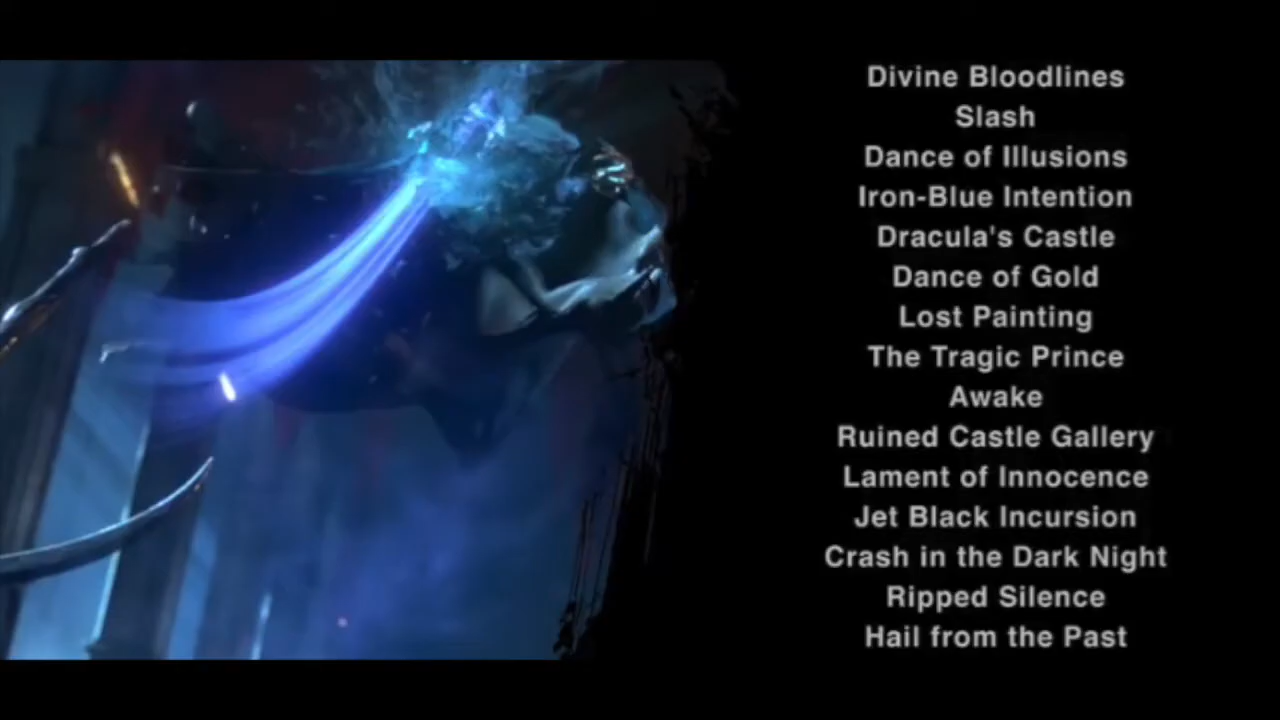 Divine Bloodlines
Slash
Dance of Illusions
Iron-Blue Intention
Dracula's Castle
Dance of Gold
Lost Painting
The Tragic Prince
Awake
Ruined Castle Gallery
Lament of Innocence
Jet Black Incursion
Crash in the Dark Night
Ripped Silence
Hail from the Past